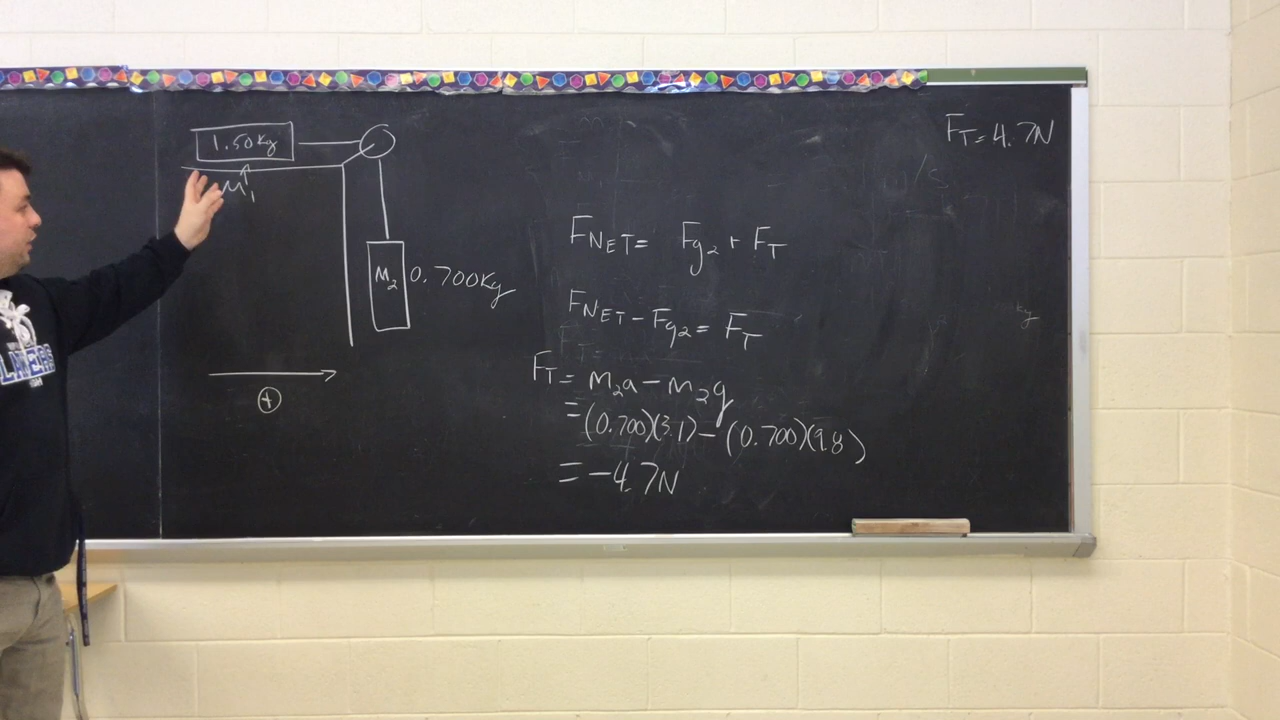 1.50kg
M1
M2 0.700kg
+
FT = 4.7N
FNET = Fg2 + FT
FNET - Fg2 = FT
FT = m2a - m2g
= (0.700)(3.1) - (0.700)(9.8)
= -4.7N
kg